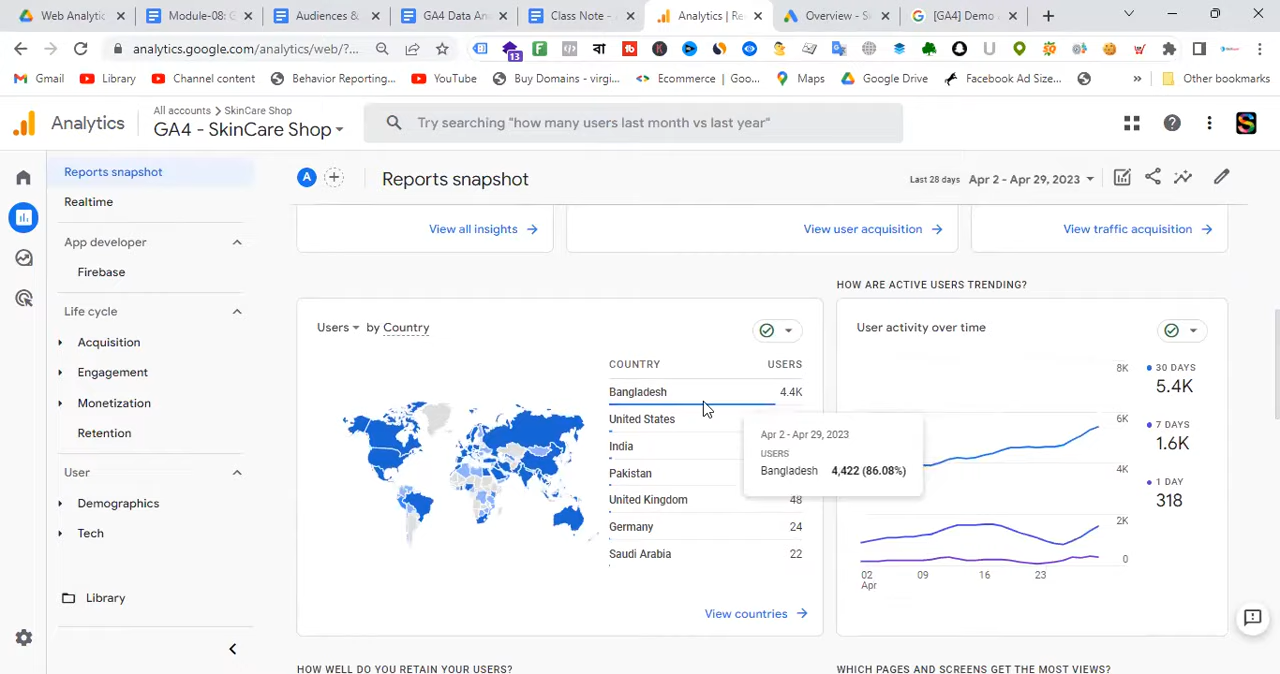 Web Analytic
Module-08: G
Audiences &
GA4 Data An
Class Note -
Analytics | Re
Overview - Sk
[GA4] Demo
analytics.google.com/analytics/web/?...
13
বা
Gmail
Library
Channel content
Behavior Reporting...
YouTube
Buy Domains - virgi...
Ecommerce | Goo...
Maps
Google Drive
Facebook Ad Size...
»
Other bookmarks
Analytics
All accounts > SkinCare Shop
GA4 - SkinCare Shop
Try searching "how many users last month vs last year"
Reports snapshot
Realtime
App developer
Firebase
Life cycle
Acquisition
Engagement
Monetization
Retention
User
Demographics
Tech
Library
A
Reports snapshot
Last 28 days Apr 2 - Apr 29, 2023
View all insights
View user acquisition
View traffic acquisition
Users by Country
COUNTRY USERS
Bangladesh 4.4K
United States
India
Pakistan
United Kingdom 48
Germany 24
Saudi Arabia 22
Apr 2 - Apr 29, 2023
USERS
Bangladesh 4,422 (86.08%)
View countries
HOW ARE ACTIVE USERS TRENDING?
User activity over time
8K
6K
4K
2K
0
02
Apr
09
16
23
30 DAYS
5.4K
7 DAYS
1.6K
1 DAY
318
HOW WELL DO YOU RETAIN YOUR USERS?
WHICH PAGES AND SCREENS GET THE MOST VIEWS?